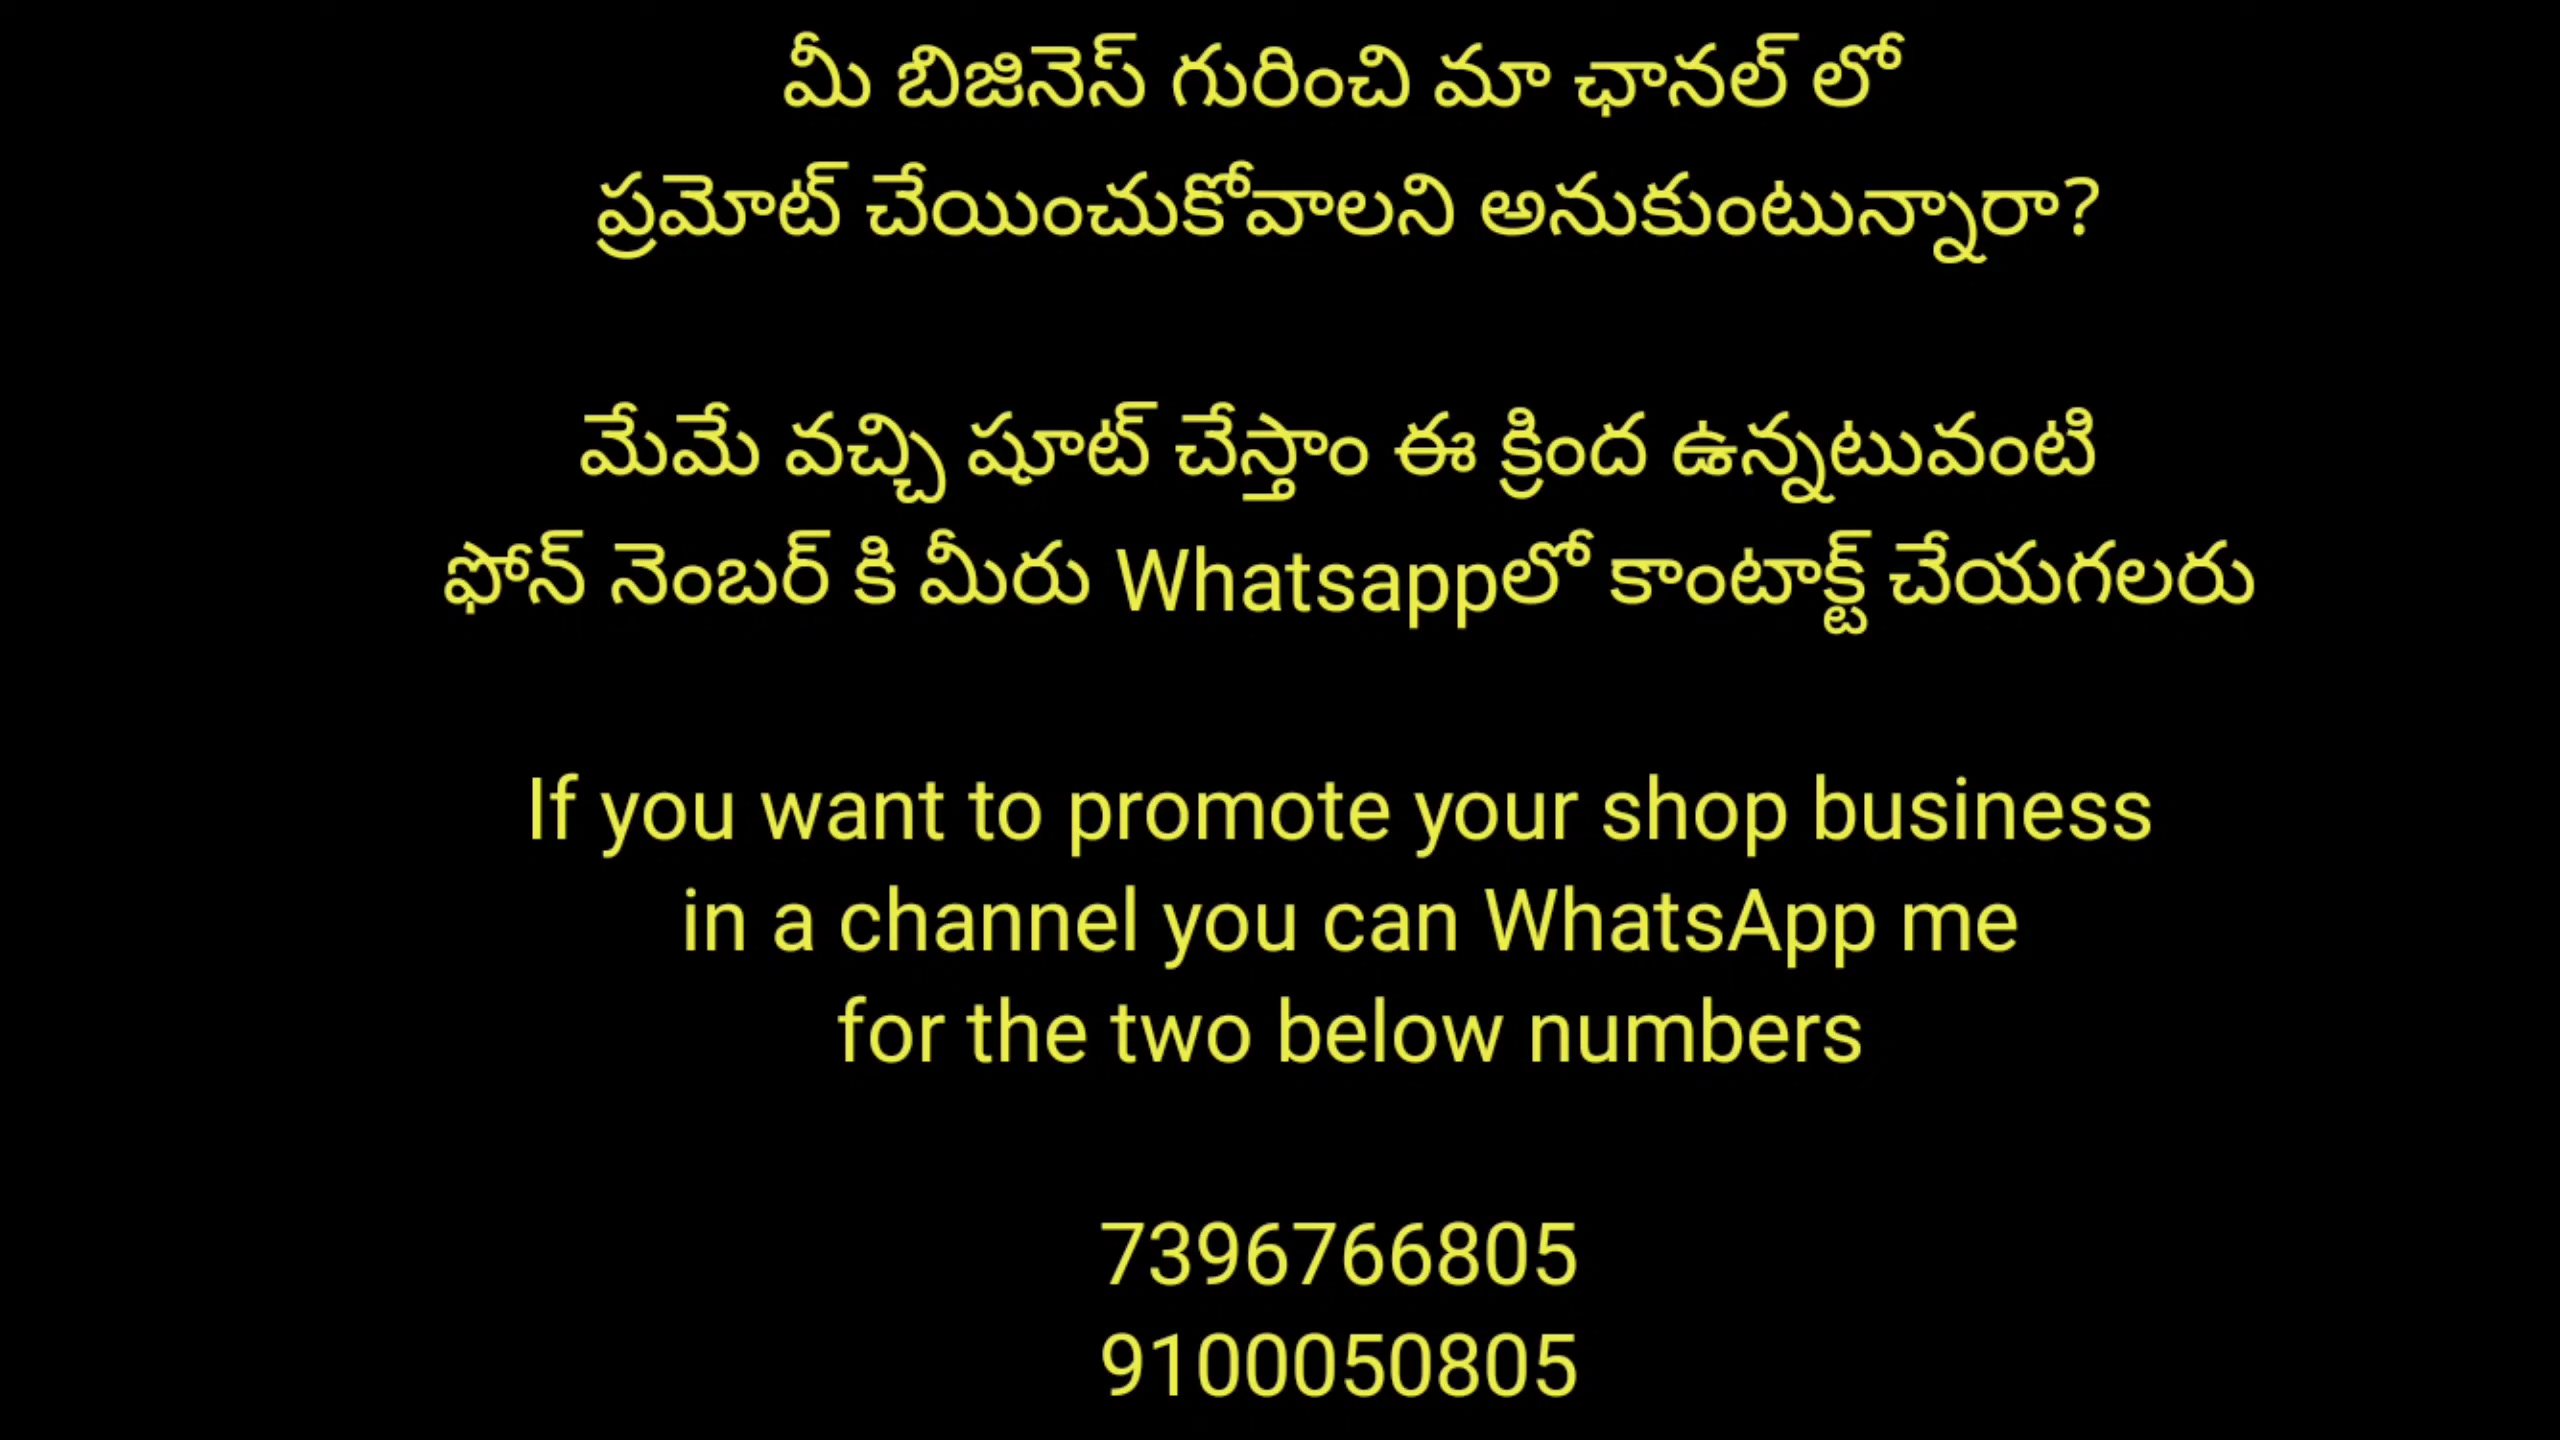 మీ బిజినెస్ గురించి మా ఛానల్ లో
ప్రమోట్ చేయించుకోవాలని అనుకుంటున్నారా?
మేమే వచ్చి షూట్ చేస్తాం ఈ క్రింద ఉన్నటువంటి
ఫోన్ నెంబర్ కి మీరు Whatsappలో కాంటాక్ట్ చేయగలరు
If you want to promote your shop business
in a channel you can WhatsApp me
for the two below numbers
7396766805
9100050805